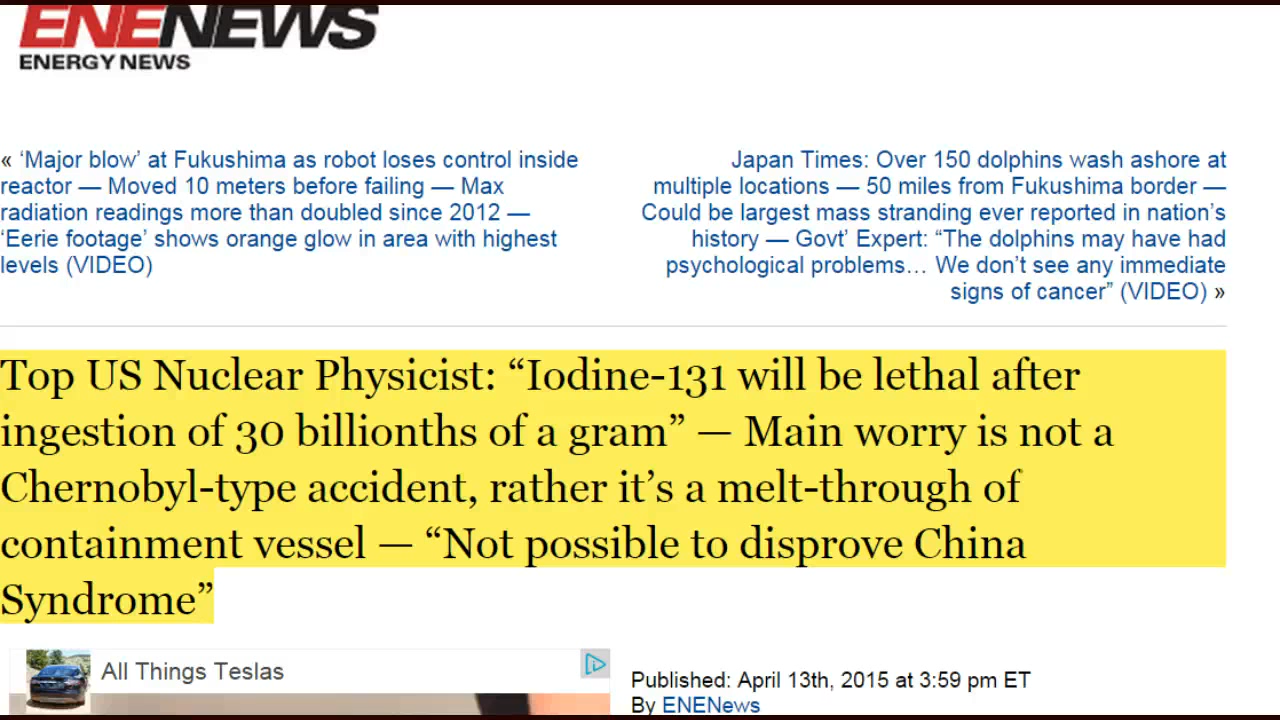 ENENEWS
ENERGY NEWS
« ‘Major blow’ at Fukushima as robot loses control inside
reactor — Moved 10 meters before failing — Max
radiation readings more than doubled since 2012 —
‘Eerie footage’ shows orange glow in area with highest
levels (VIDEO)
Japan Times: Over 150 dolphins wash ashore at
multiple locations — 50 miles from Fukushima border —
Could be largest mass stranding ever reported in nation’s
history — Govt’ Expert: “The dolphins may have had
psychological problems… We don’t see any immediate
signs of cancer” (VIDEO) »
Top US Nuclear Physicist: “Iodine-131 will be lethal after
ingestion of 30 billionths of a gram” — Main worry is not a
Chernobyl-type accident, rather it’s a melt-through of
containment vessel — “Not possible to disprove China
Syndrome”
All Things Teslas
Published: April 13th, 2015 at 3:59 pm ET
By ENENews